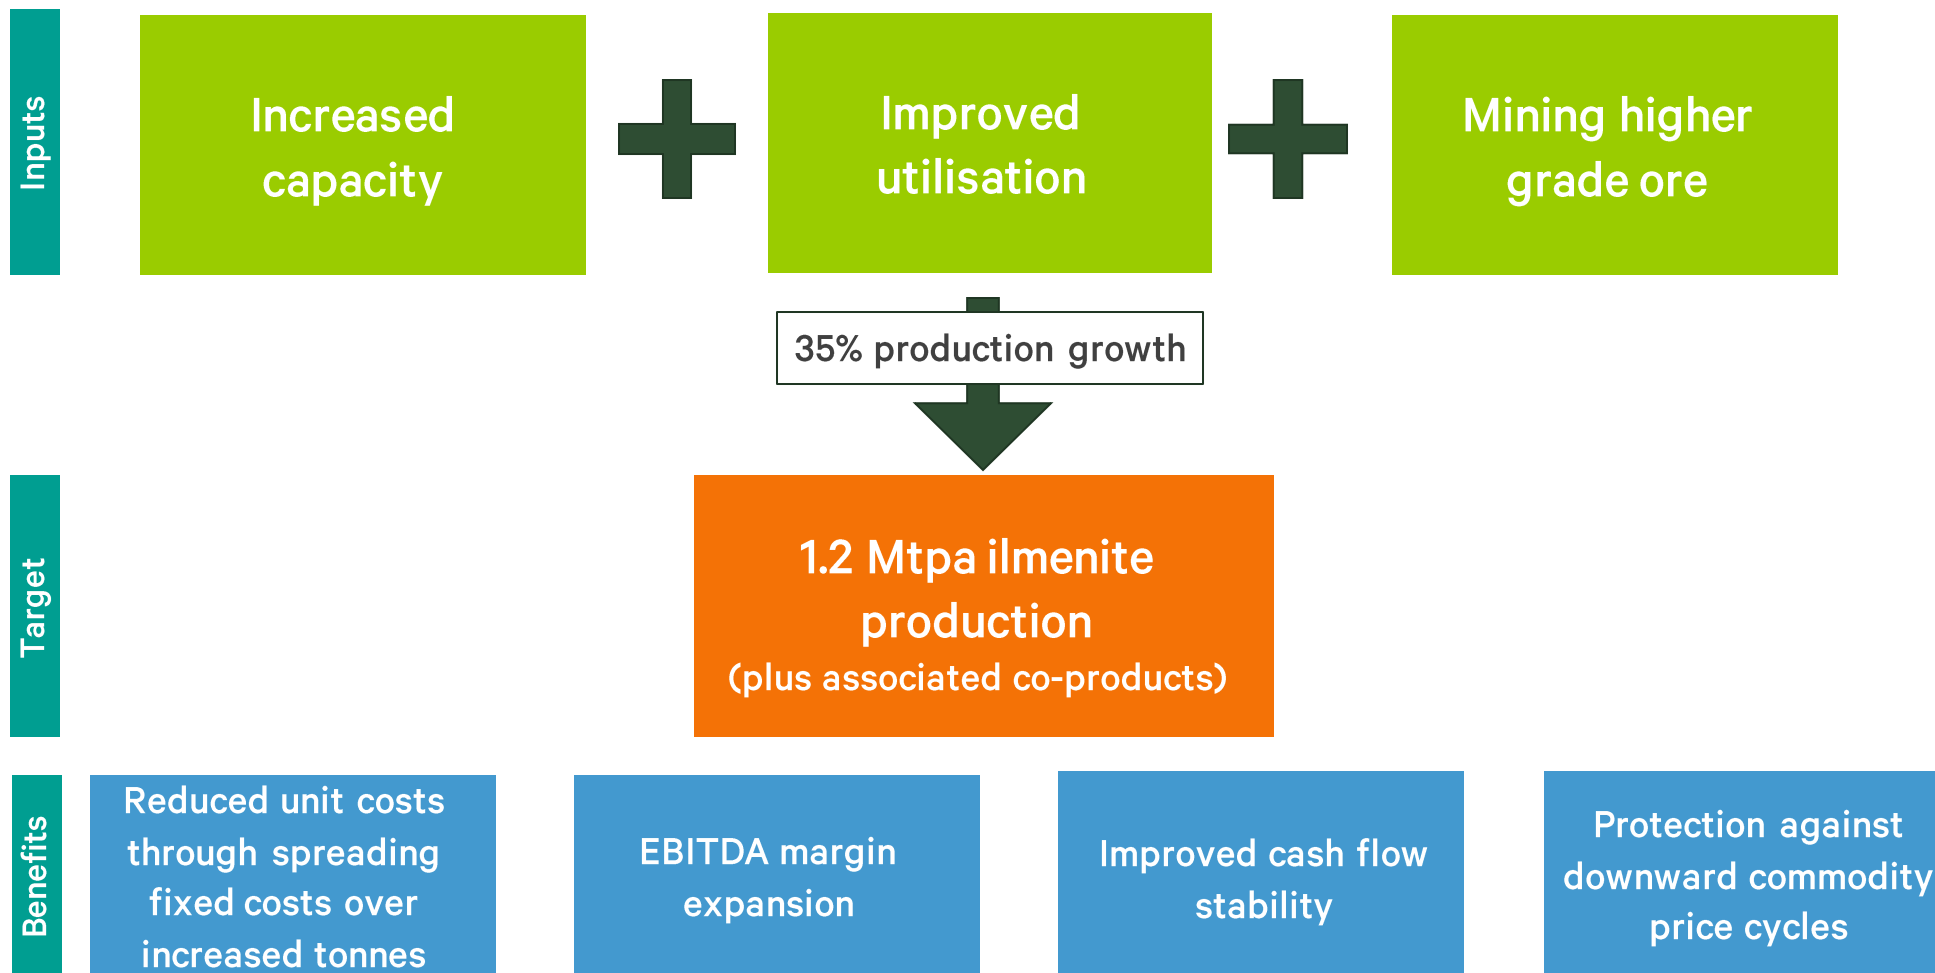 Inputs
Increased
capacity
Improved
utilisation
Mining higher
grade ore
35% production growth
Target
1.2 Mtpa ilmenite
production
(plus associated co-products)
Benefits
Reduced unit costs
through spreading
fixed costs over
increased tonnes
EBITDA margin
expansion
Improved cash flow
stability
Protection against
downward commodity
price cycles